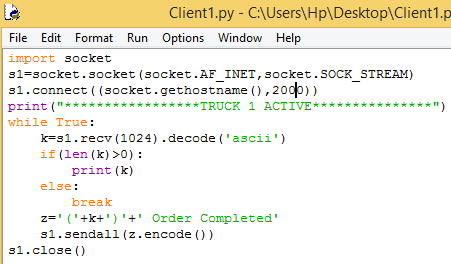 Client1.py - C:\Users\Hp\Desktop\Client1.p
File Edit Format Run Options Window Help
import socket
s1=socket.socket(socket.AF_INET,socket.SOCK_STREAM)
s1.connect((socket.gethostname(),2000))
print("*****************TRUCK 1 ACTIVE***************")
while True:
    k=s1.recv(1024).decode('ascii')
    if(len(k)>0):
        print(k)
    else:
        break
    z='('+k+')'+' Order Completed'
    s1.sendall(z.encode())
s1.close()